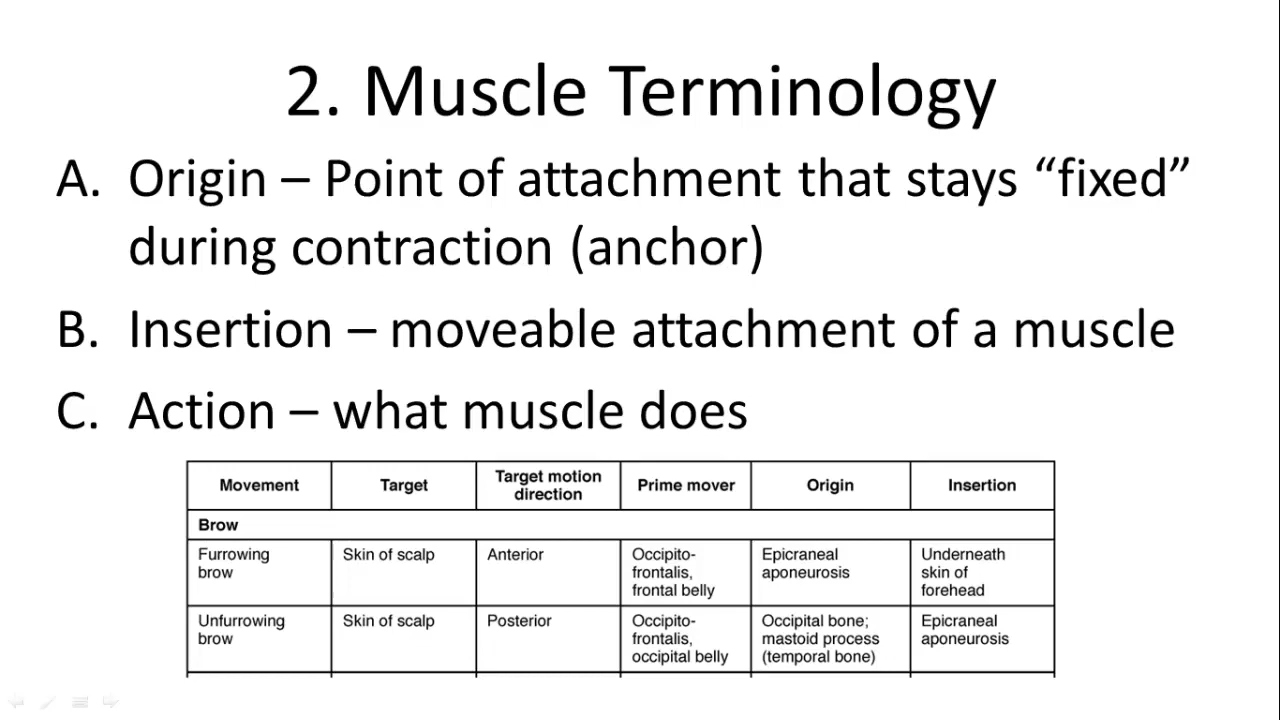 2. Muscle Terminology
A. Origin – Point of attachment that stays “fixed”
during contraction (anchor)
B. Insertion – moveable attachment of a muscle
C. Action – what muscle does
Movement Target Target motion direction Prime mover Origin Insertion
Brow
Furrowing brow Skin of scalp Anterior Occipito-frontalis, frontal belly Epicraneal aponeurosis Underneath skin of forehead
Unfurrowing brow Skin of scalp Posterior Occipito-frontalis, occipital belly Occipital bone; mastoid process (temporal bone) Epicraneal aponeurosis